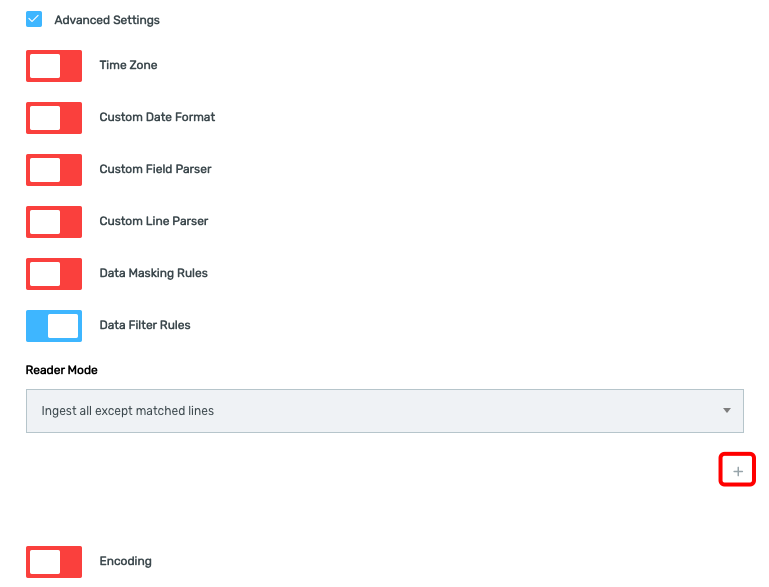 Advanced Settings
Time Zone
Custom Date Format
Custom Field Parser
Custom Line Parser
Data Masking Rules
Data Filter Rules
Reader Mode
Ingest all except matched lines
+
Encoding